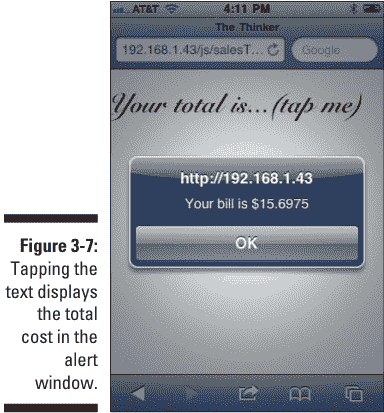 AT&T 4:11 PM
The Thinker
192.168.1.43/js/salesT... Google
Your total is...(tap me)
http://192.168.1.43
Your bill is $15.6975
OK
Figure 3-7:
Tapping the
text displays
the total
cost in the
alert
window.